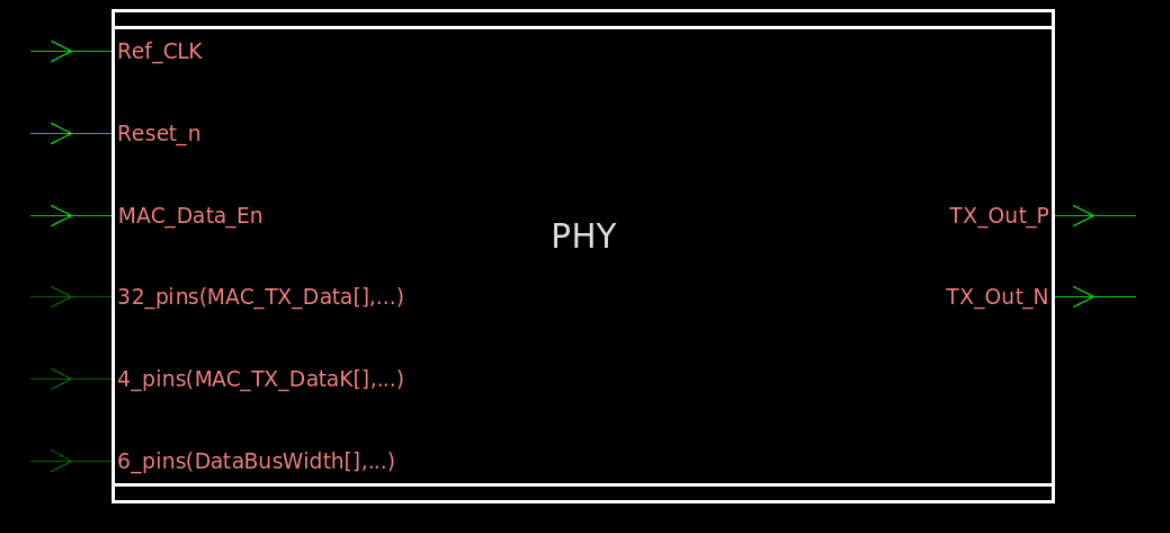 Ref_CLK
Reset_n
MAC_Data_En
PHY
TX_Out_P
32_pins(MAC_TX_Data[],...)
TX_Out_N
4_pins(MAC_TX_DataK[],...)
6_pins(DataBusWidth[],...)